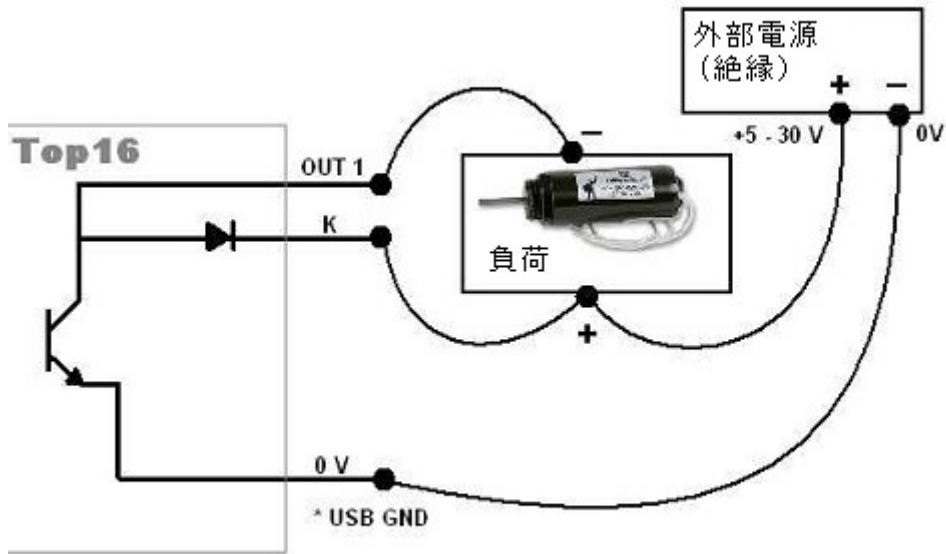 外部電源
（絶縁）
+ −
+5 - 30 V
0V
Top16
OUT 1
−
K
負荷
+
0 V
* USB GND